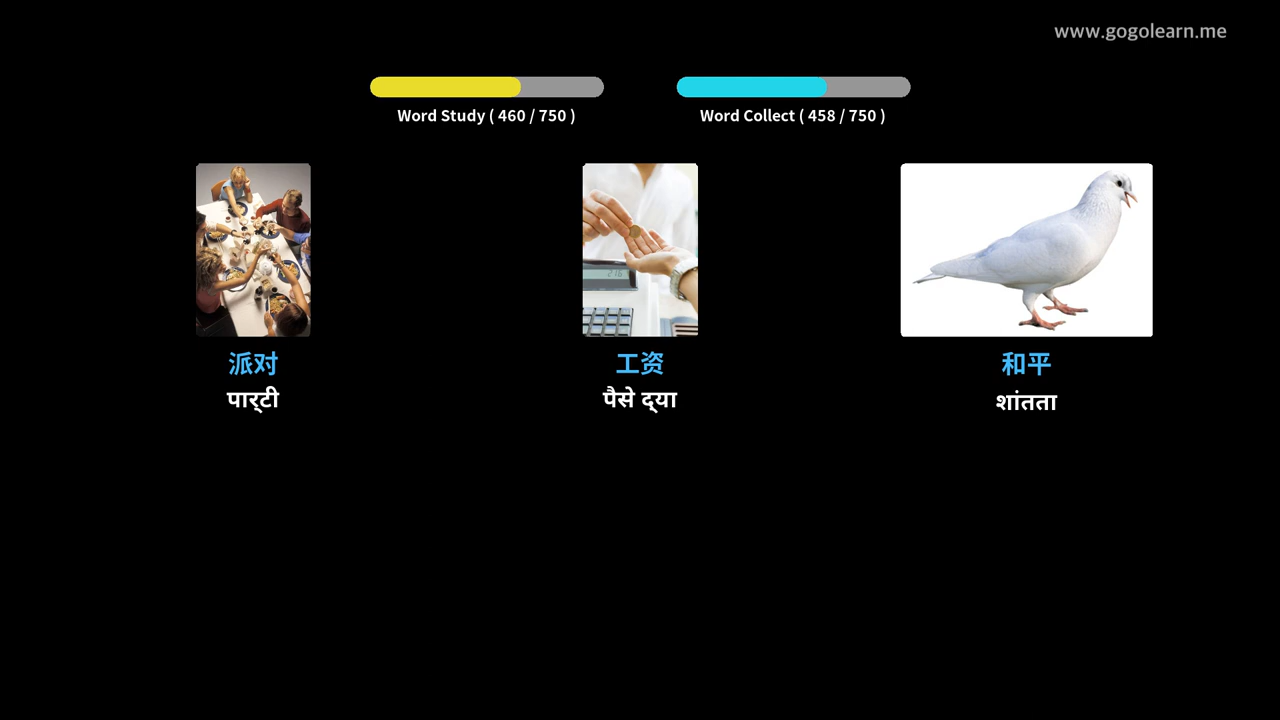 www.gogolearn.me
Word Study ( 460 / 750 )
Word Collect ( 458 / 750 )
派对
工资
和平
पार्‍टी
पैसे द्‍या
शांतता